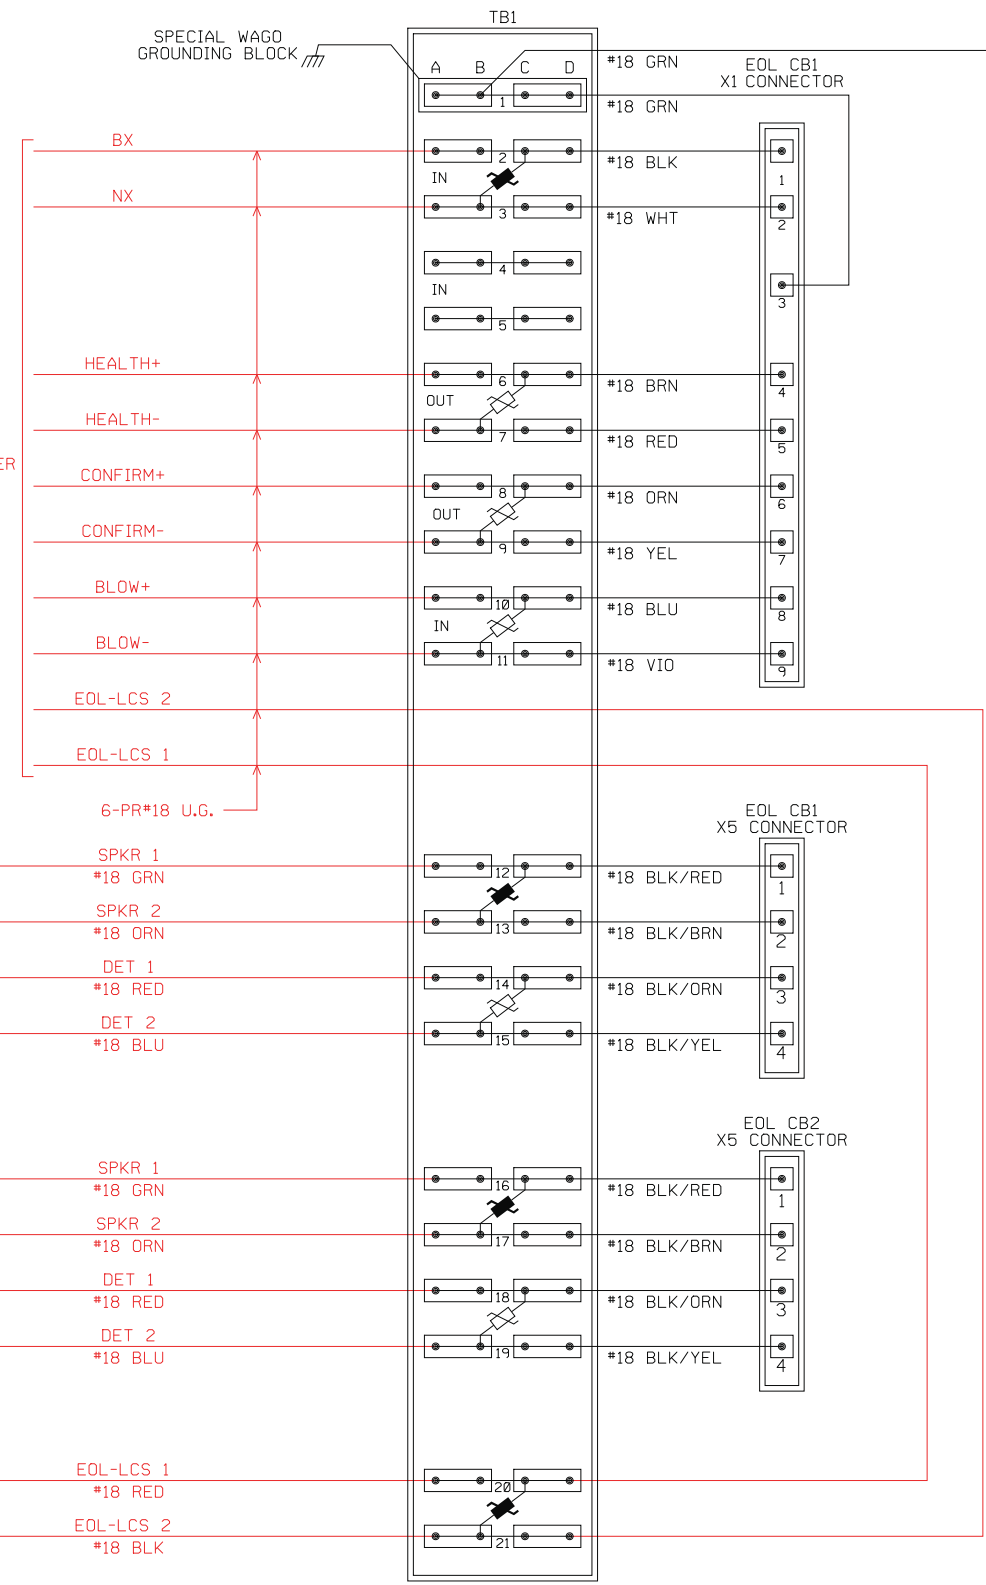 TB1
SPECIAL WAGO
GROUNDING BLOCK
A B C D
#18 GRN
EOL CB1
X1 CONNECTOR
1
#18 GRN
BX
2
#18 BLK
1
IN
NX
3
#18 WHT
2
4
IN
3
5
HEALTH+
6
#18 BRN
4
OUT
HEALTH-
7
#18 RED
5
ER
CONFIRM+
8
#18 ORN
6
OUT
CONFIRM-
9
#18 YEL
7
BLOW+
10
#18 BLU
8
IN
BLOW-
11
#18 VIO
9
EOL-LCS 2
EOL-LCS 1
6-PR#18 U.G.
EOL CB1
X5 CONNECTOR
SPKR 1
#18 GRN
12
#18 BLK/RED
1
SPKR 2
#18 ORN
13
#18 BLK/BRN
2
DET 1
#18 RED
14
#18 BLK/ORN
3
DET 2
#18 BLU
15
#18 BLK/YEL
4
EOL CB2
X5 CONNECTOR
SPKR 1
#18 GRN
16
#18 BLK/RED
1
SPKR 2
#18 ORN
17
#18 BLK/BRN
2
DET 1
#18 RED
18
#18 BLK/ORN
3
DET 2
#18 BLU
19
#18 BLK/YEL
4
EOL-LCS 1
#18 RED
20
EOL-LCS 2
#18 BLK
21